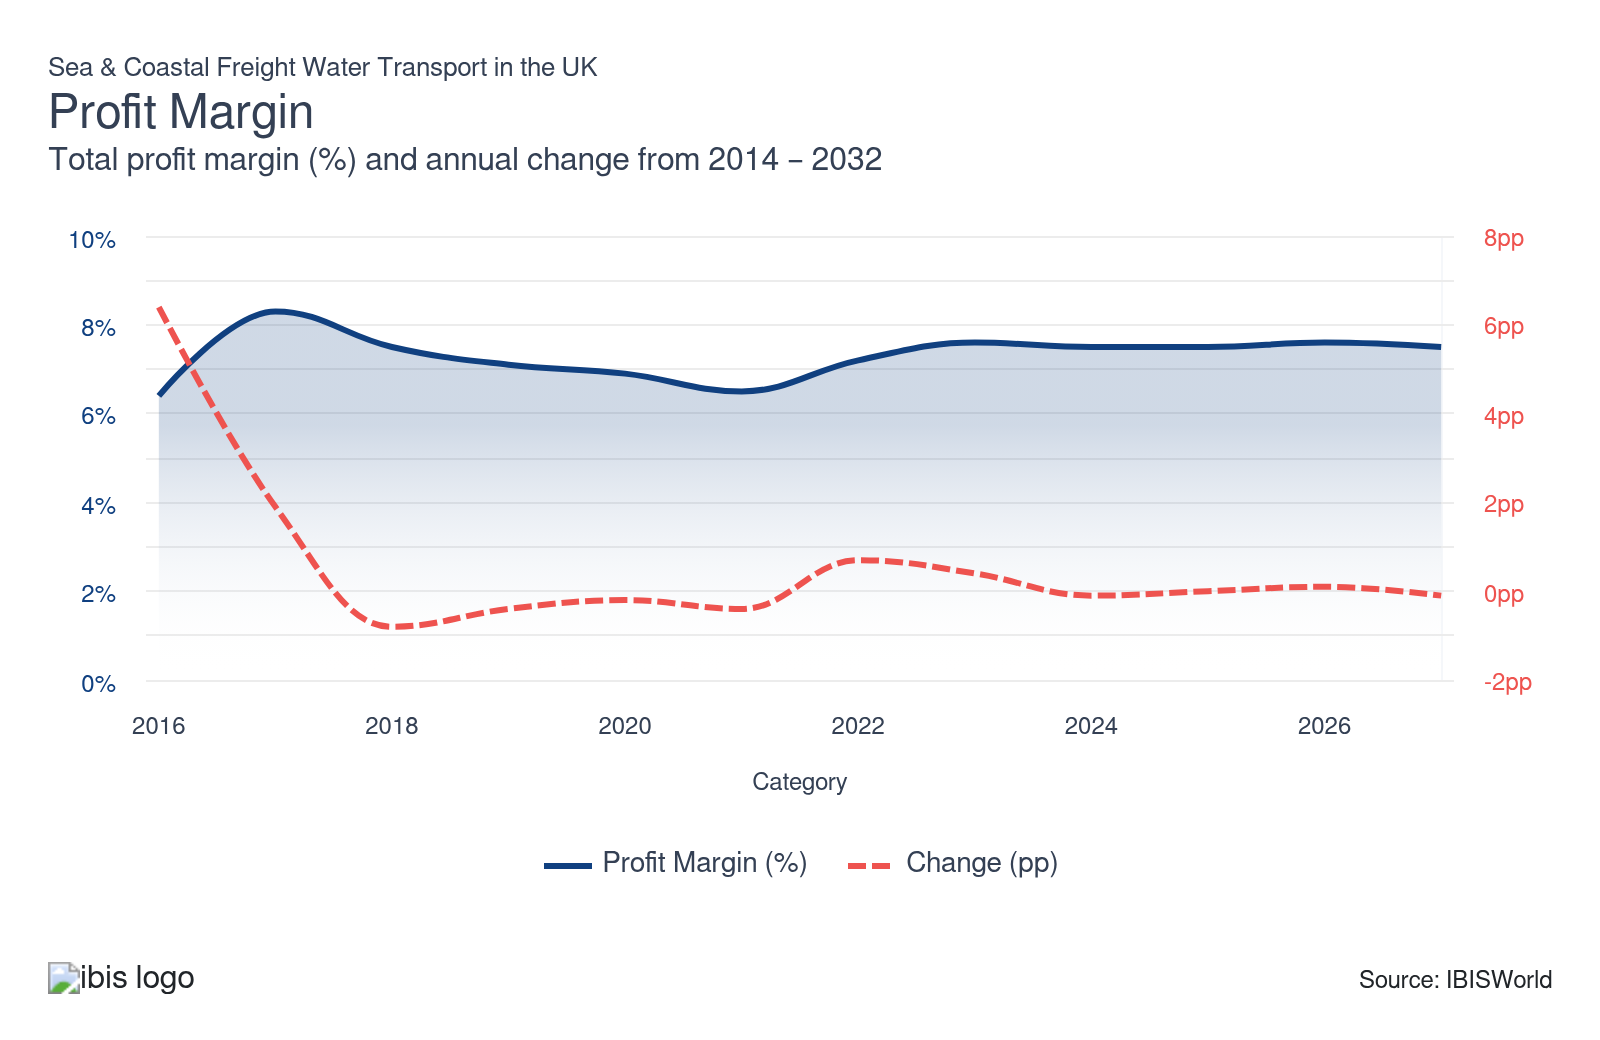 Sea & Coastal Freight Water Transport in the UK
Profit Margin
Total profit margin (%) and annual change from 2014 – 2032
10%
8%
6%
4%
2%
0%
8pp
6pp
4pp
2pp
0pp
-2pp
2016 2018 2020 2022 2024 2026
Category
Profit Margin (%) Change (pp)
ibis logo
Source: IBISWorld